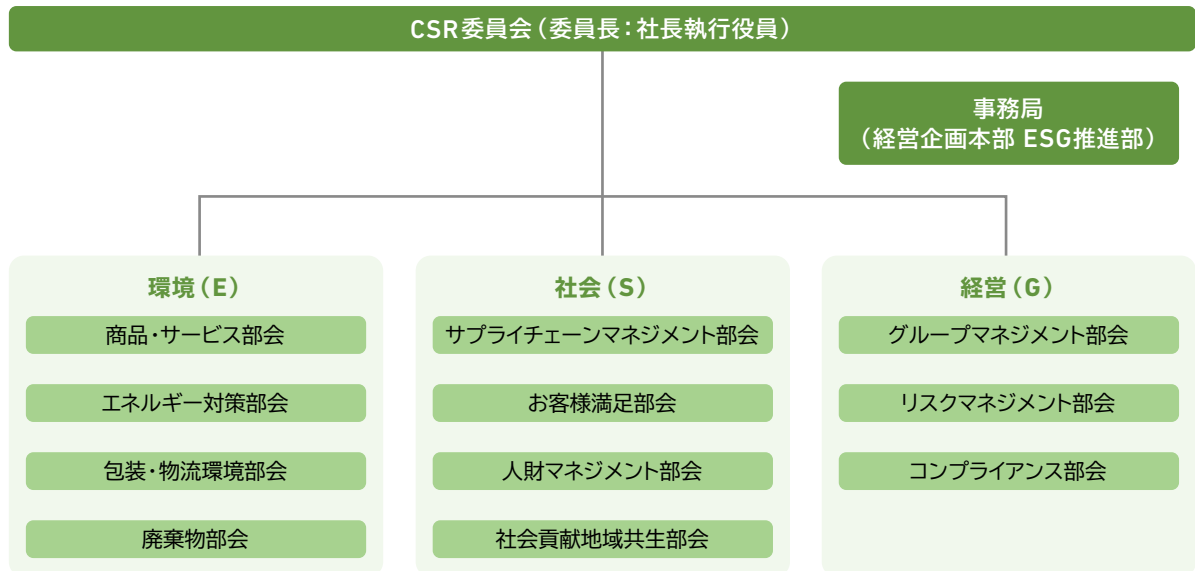 CSR委員会（委員長：社長執行役員）
事務局
（経営企画本部 ESG推進部）
環境（E）
商品・サービス部会
エネルギー対策部会
包装・物流環境部会
廃棄物部会
社会（S）
サプライチェーンマネジメント部会
お客様満足部会
人財マネジメント部会
社会貢献地域共生部会
経営（G）
グループマネジメント部会
リスクマネジメント部会
コンプライアンス部会